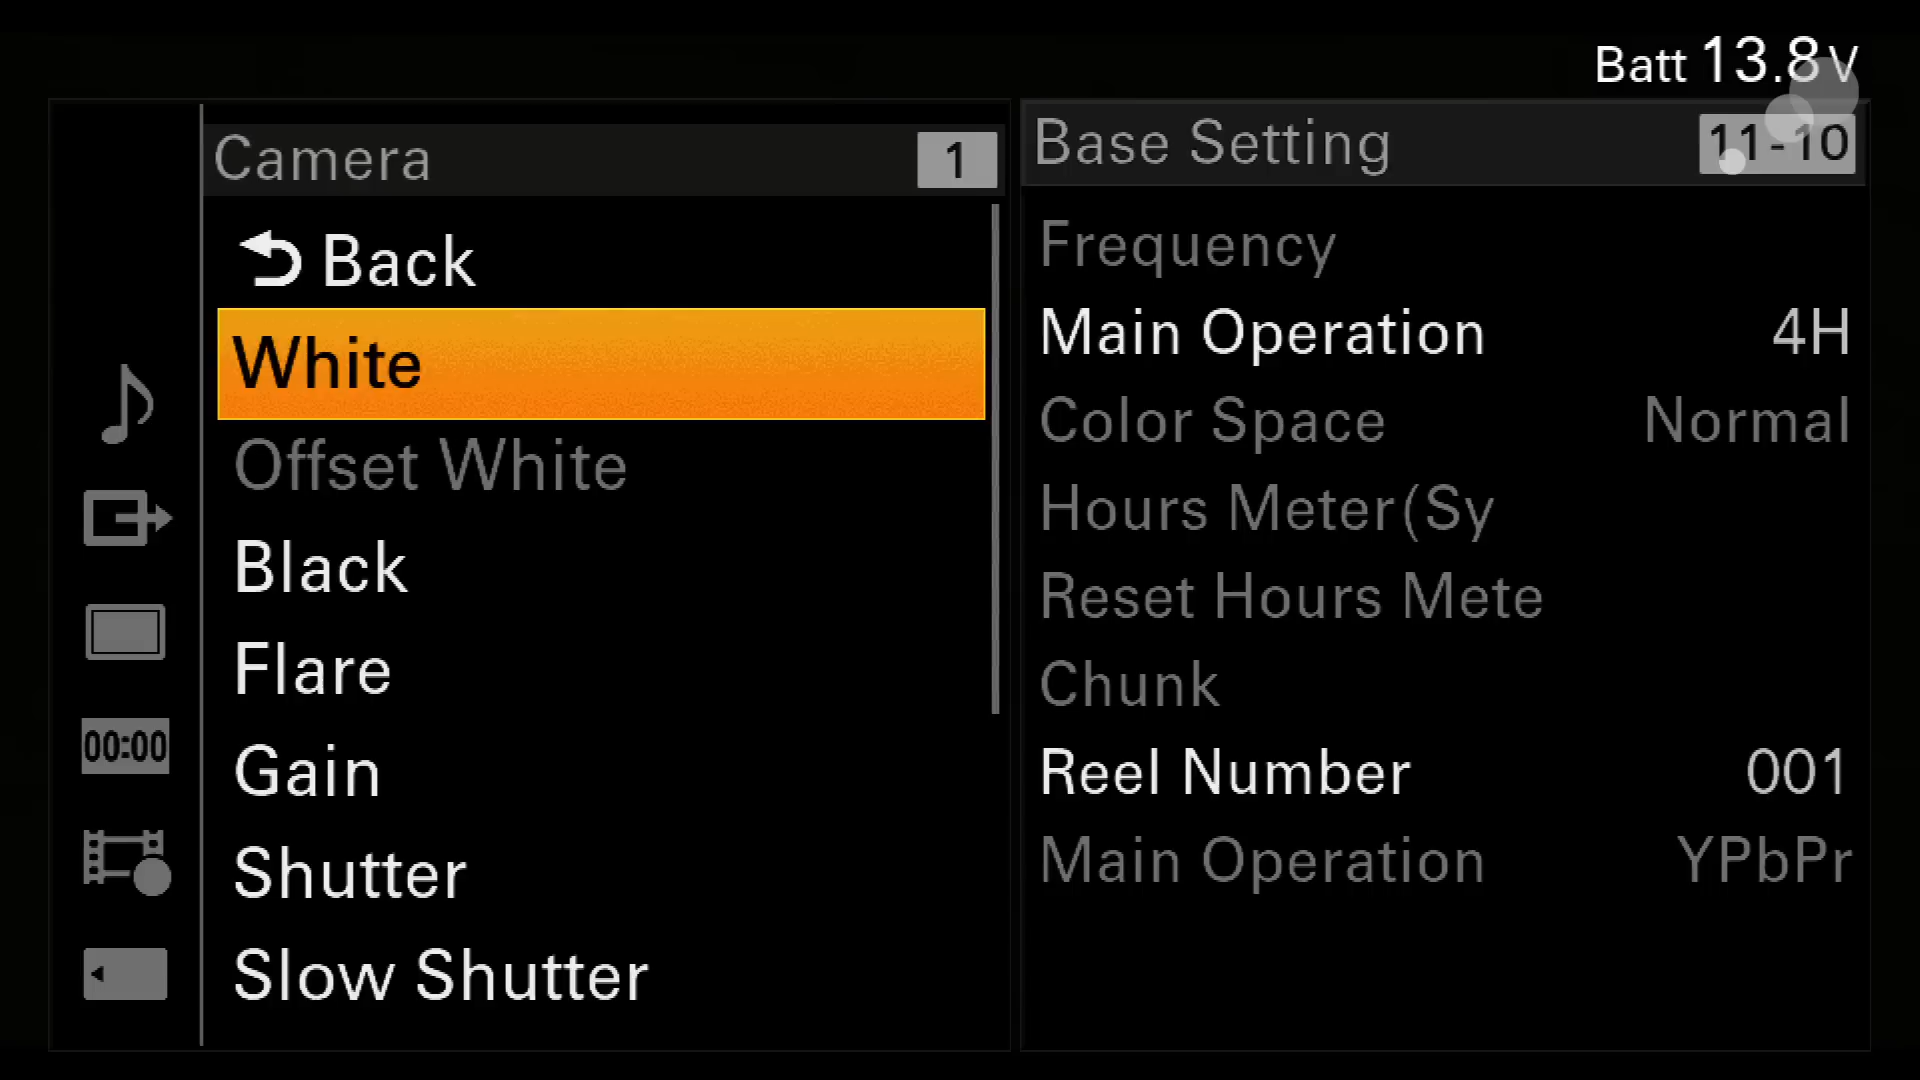 Batt 13.8V
Camera 1
Back
White
Offset White
Black
Flare
Gain
Shutter
Slow Shutter
00:00
Base Setting 11-10
Frequency
Main Operation 4H
Color Space Normal
Hours Meter(Sy
Reset Hours Mete
Chunk
Reel Number 001
Main Operation YPbPr